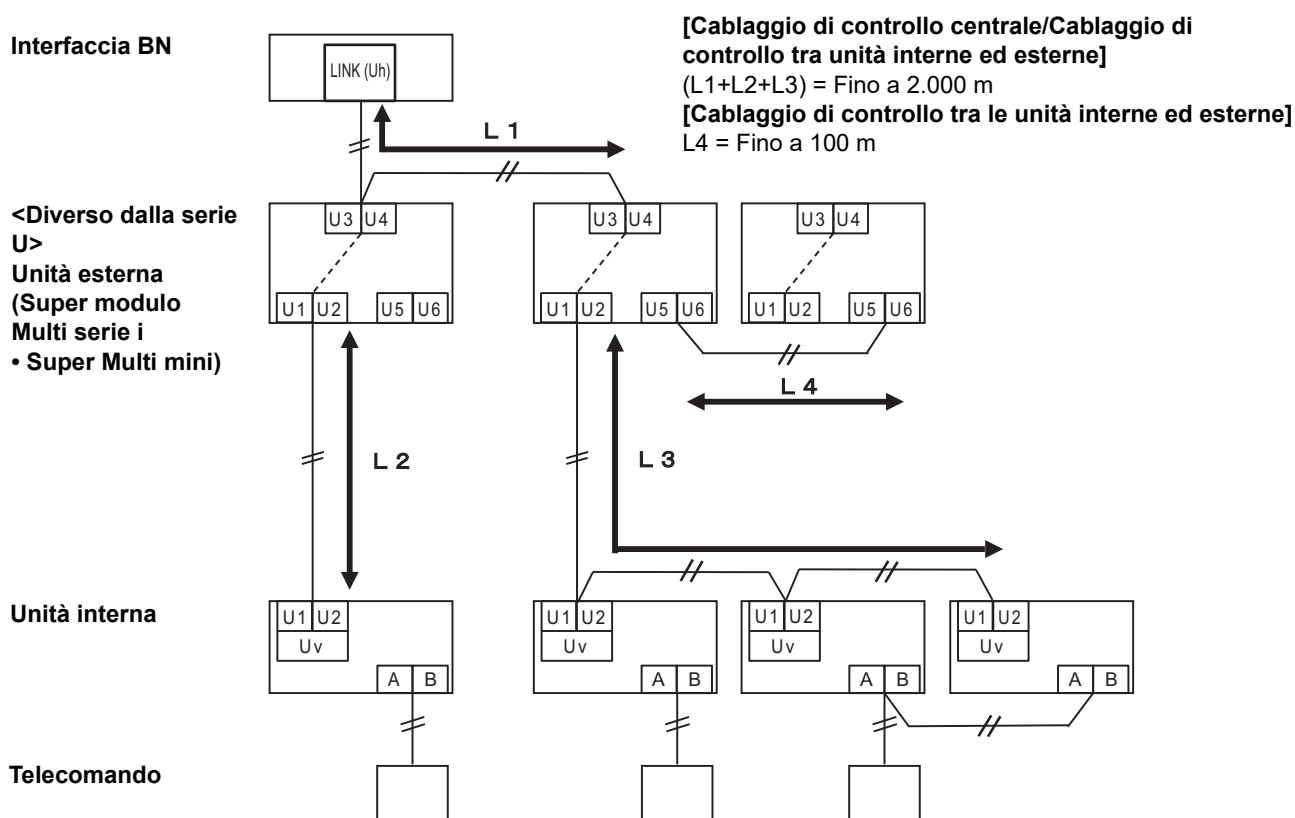 Interfaccia BN
LINK (Uh)
[Cablaggio di controllo centrale/Cablaggio di
controllo tra unità interne ed esterne]
(L1+L2+L3) = Fino a 2.000 m
[Cablaggio di controllo tra le unità interne ed esterne]
L4 = Fino a 100 m
L 1
<Diverso dalla serie
U>
Unità esterna
(Super modulo
Multi serie i
• Super Multi mini)
U3 U4
U3 U4
U3 U4
U1 U2
U5 U6
U1 U2
U5 U6
U1 U2
U5 U6
L 4
L 2
L 3
Unità interna
U1 U2
Uv
A B
U1 U2
Uv
A B
U1 U2
Uv
A B
U1 U2
Uv
A B
Telecomando